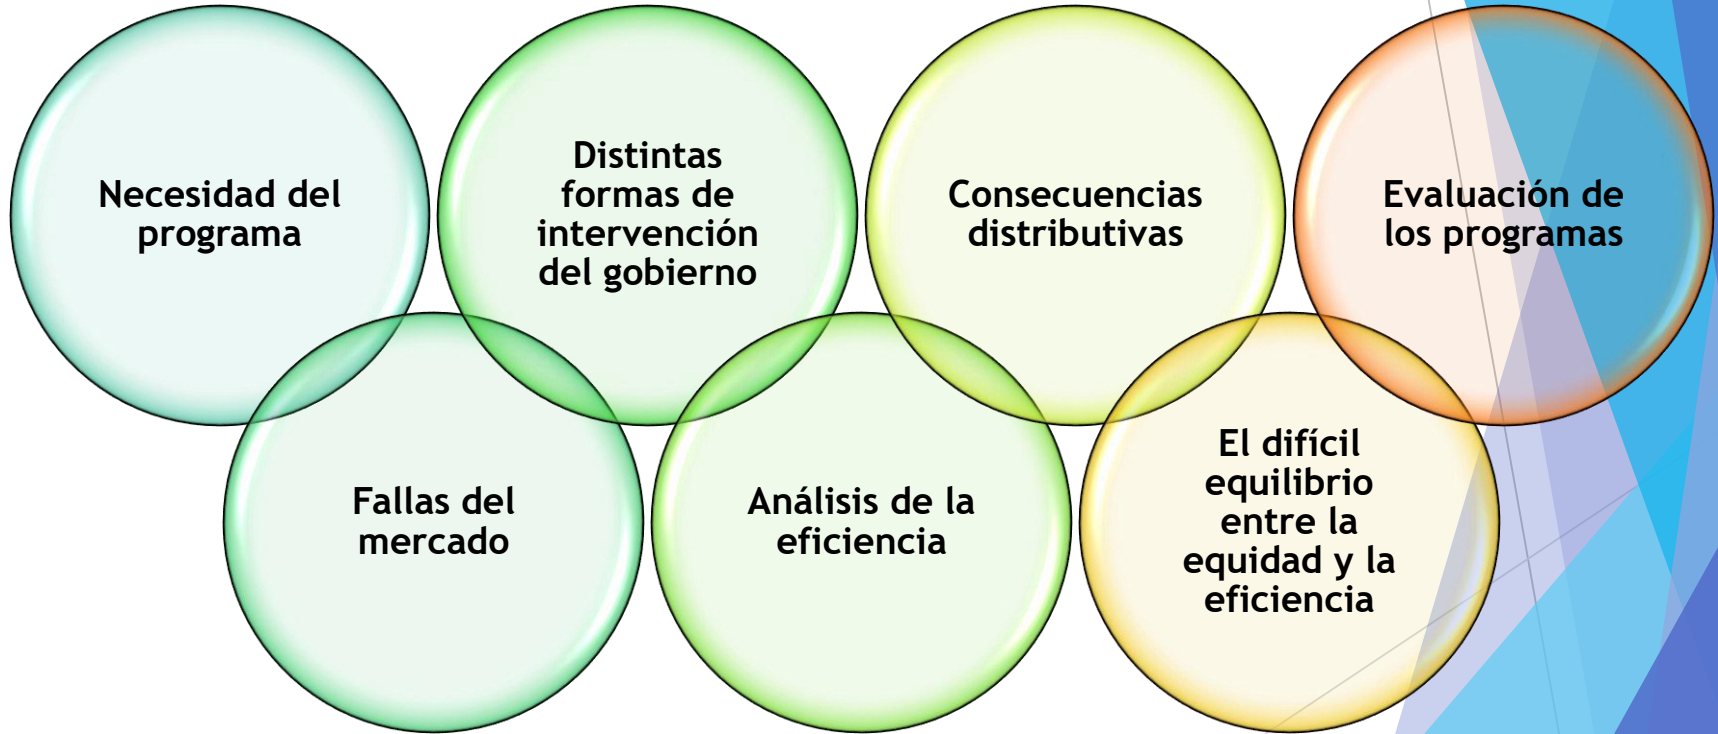 Necesidad del
programa
Fallas del
mercado
Distintas
formas de
intervención
del gobierno
Análisis de la
eficiencia
Consecuencias
distributivas
El difícil
equilibrio
entre la
equidad y la
eficiencia
Evaluación de
los programas